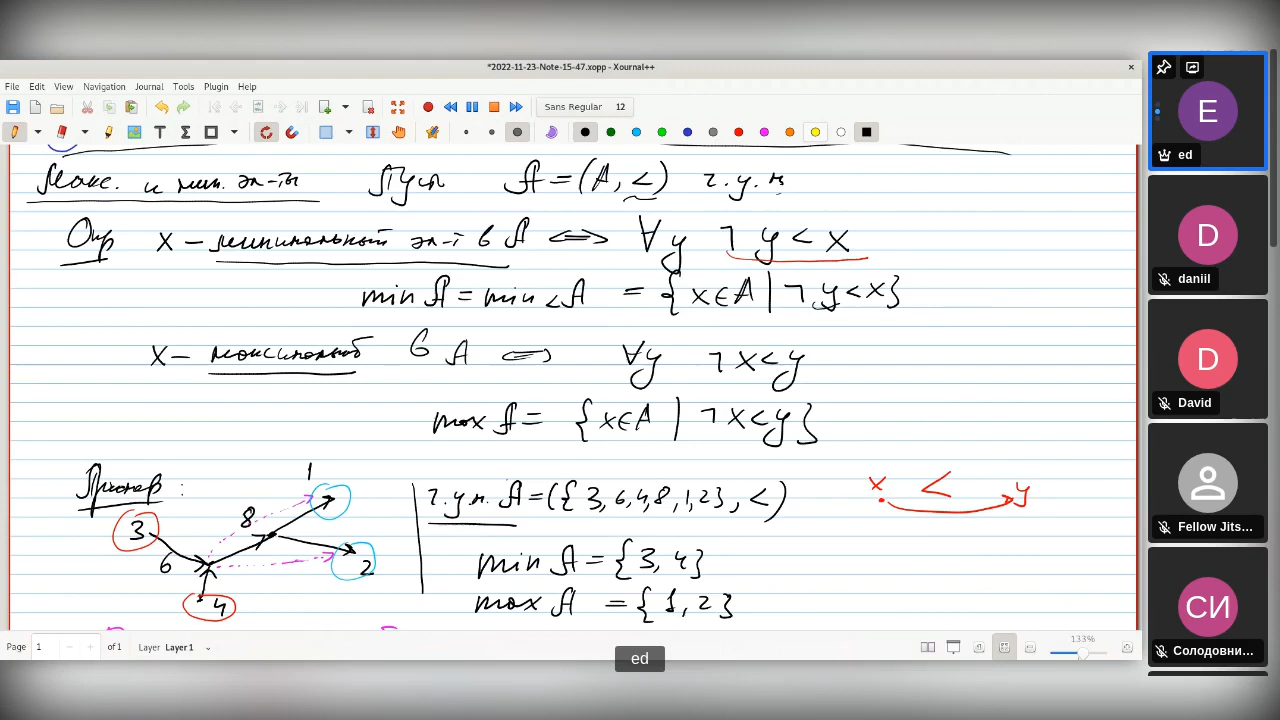 *2022-11-23-Note-15-47.xopp - Xournal++
File Edit View Navigation Journal Tools Plugin Help
Sans Regular 12
Макс. и мин. эл-ты Пусть 𝔸 = (A, <) ч.у.м
Опр x – минимальный эл-т в 𝔸 ⟺ ∀y ¬ y < x
min 𝔸 = min < 𝔸 = { x ∈ A | ¬ y < x }
x – максимальный в 𝔸 ⟺ ∀y ¬ x < y
max 𝔸 = { x ∈ A | ¬ x < y }
Пример :
1
3
8
6
4
2
ч.у.м. 𝔸 = ({3, 6, 4, 8, 1, 2}, <)
min 𝔸 = {3, 4}
max 𝔸 = {1, 2}
x < y
Page 1 of 1 Layer Layer 1 133%
ed
E
ed
D
daniil
D
David
Fellow Jits...
СИ
Солодовни...